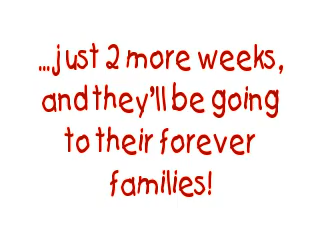 ...just 2 more weeks,
and they'll be going
to their forever
families!